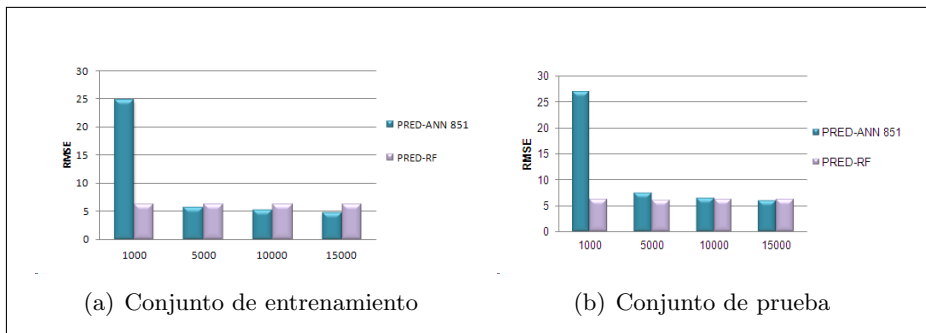 30
25
20
15
10
5
0
RMSE
1000 5000 10000 15000
PRED-ANN 851
PRED-RF
(a) Conjunto de entrenamiento
30
25
20
15
10
5
0
RMSE
1000 5000 10000 15000
PRED-ANN 851
PRED-RF
(b) Conjunto de prueba